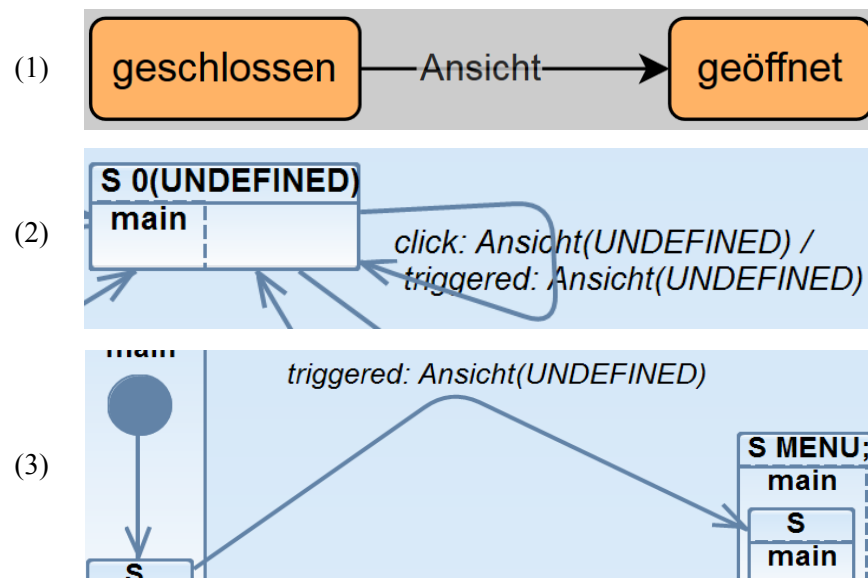 (1)
geschlossen
Ansicht
geöffnet
(2)
S 0(UNDEFINED)
main
click: Ansicht(UNDEFINED) /
triggered: Ansicht(UNDEFINED)
(3)
main
triggered: Ansicht(UNDEFINED)
S MENU;
main
S
main
S